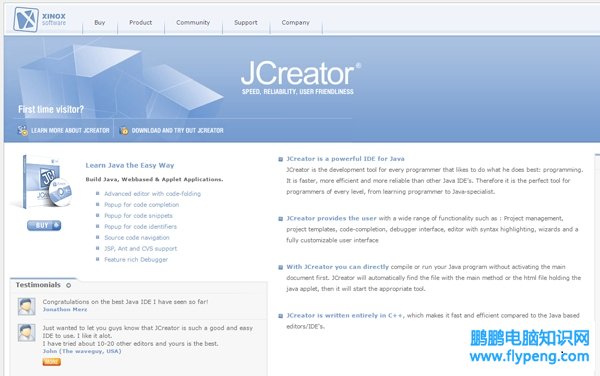 XINOX
software
Buy
Product
Community
Support
Company
JCreator®
SPEED, RELIABILITY, USER FRIENDLINESS
First time visitor?
LEARN MORE ABOUT JCREATOR
DOWNLOAD AND TRY OUT JCREATOR
Learn Java the Easy Way
Build Java, Webbased & Applet Applications.
Advanced editor with code-folding
Popup for code completion
Popup for code snippets
Popup for code identifiers
Source code navigation
JSP, Ant and CVS support
Feature rich Debugger
BUY
Testimonials
Congratulations on the best Java IDE I have seen so far!
Jonathon Merz
Just wanted to let you guys know that JCreator is such a good and easy
IDE to use. I like it alot.
I have tried about 10-20 other editors and yours is the best.
John (The waveguy, USA)
More
JCreator is a powerful IDE for Java
JCreator is the development tool for every programmer that likes to do what he does best: programming.
It is faster, more efficient and more reliable than other Java IDE's. Therefore it is the perfect tool for
programmers of every level, from learning programmer to Java-specialist.
JCreator provides the user with a wide range of functionality such as : Project management,
project templates, code-completion, debugger interface, editor with syntax highlighting, wizards and a
fully customizable user interface
With JCreator you can directly compile or run your Java program without activating the main
document first. JCreator will automatically find the file with the main method or the html file holding the
java applet, then it will start the appropriate tool.
JCreator is written entirely in C++, which makes it fast and efficient compared to the Java based
editors/IDE's.
鹏鹏电脑知识网
www.flypeng.com